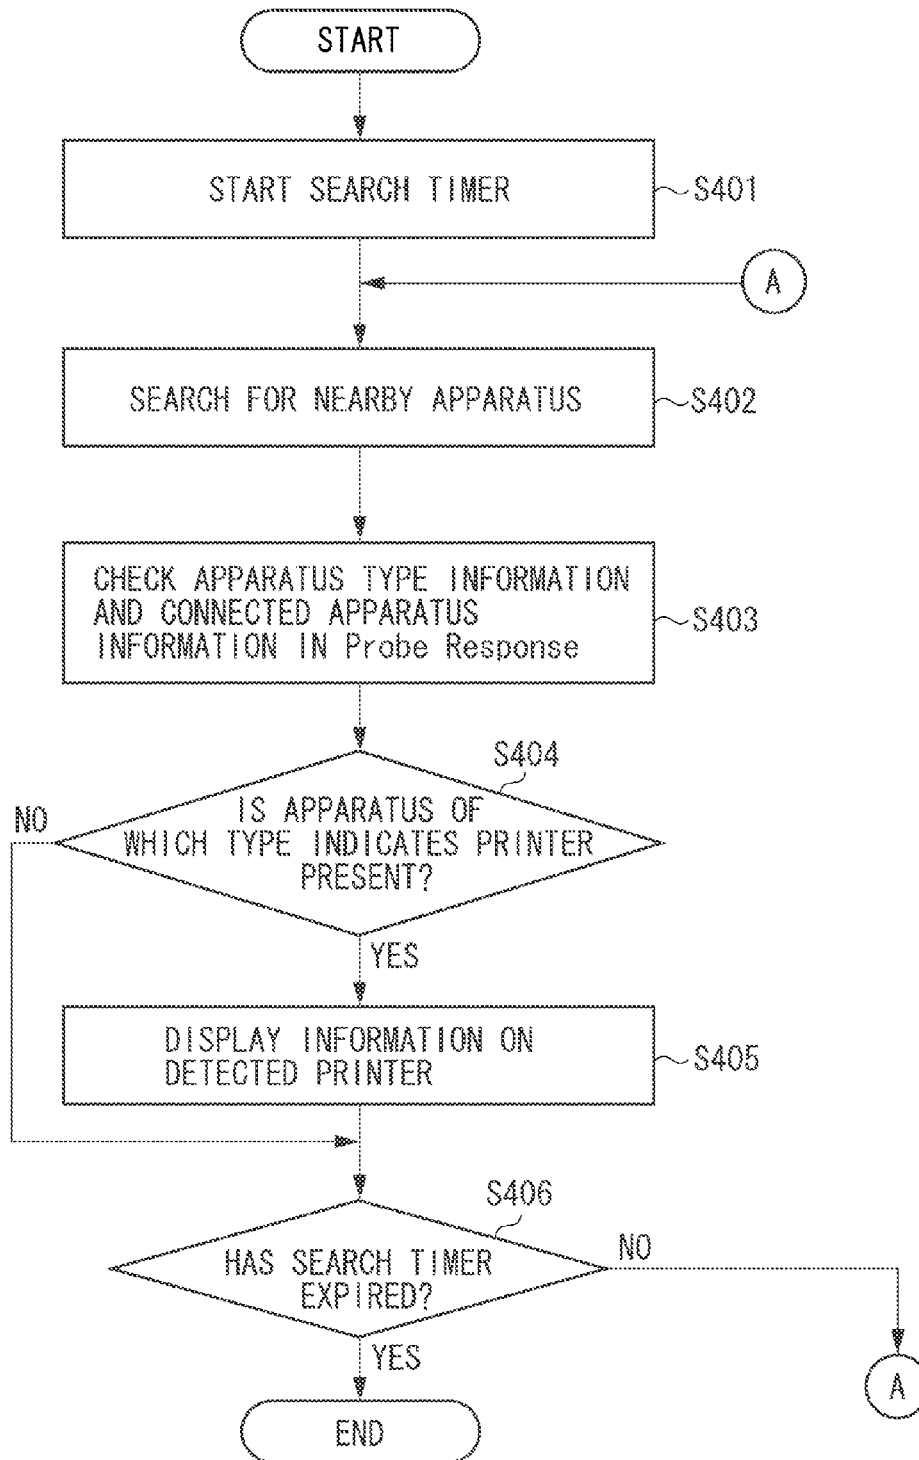 START
START SEARCH TIMER
S401
A
SEARCH FOR NEARBY APPARATUS
S402
CHECK APPARATUS TYPE INFORMATION
AND CONNECTED APPARATUS
INFORMATION IN Probe Response
S403
S404
IS APPARATUS OF
WHICH TYPE INDICATES PRINTER
PRESENT?
NO
YES
DISPLAY INFORMATION ON
DETECTED PRINTER
S405
S406
HAS SEARCH TIMER
EXPIRED?
NO
YES
A
END